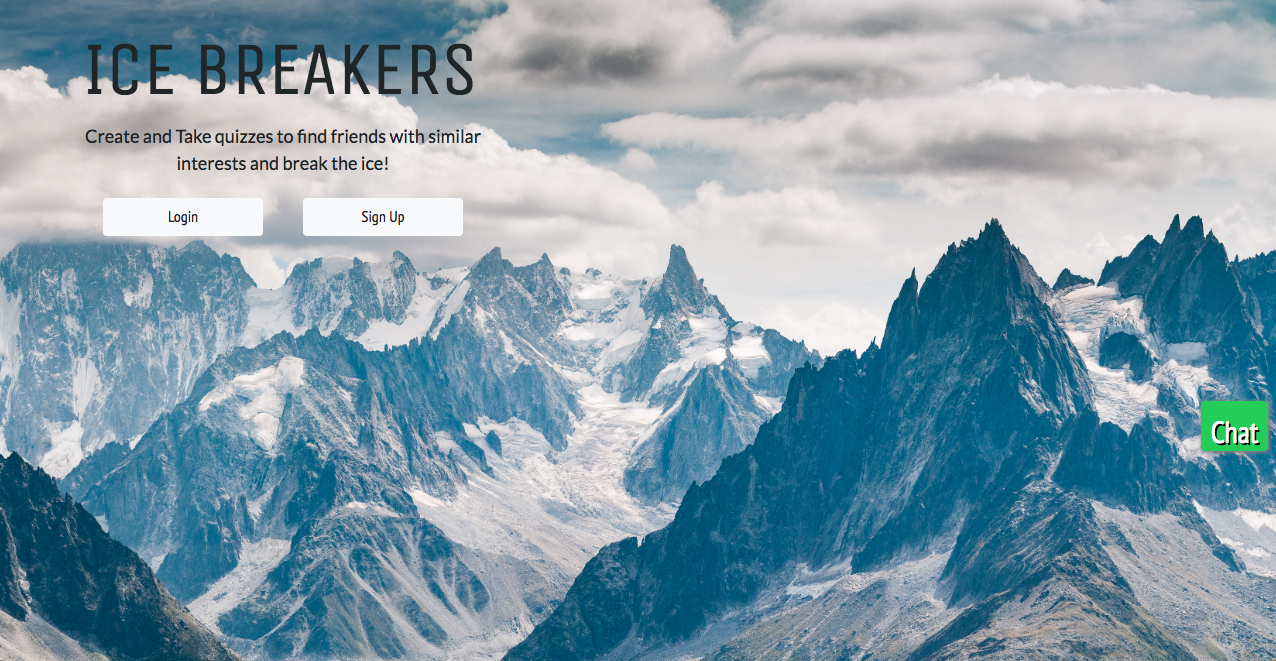 ICE BREAKERS
Create and Take quizzes to find friends with similar
interests and break the ice!
Login
Sign Up
Chat